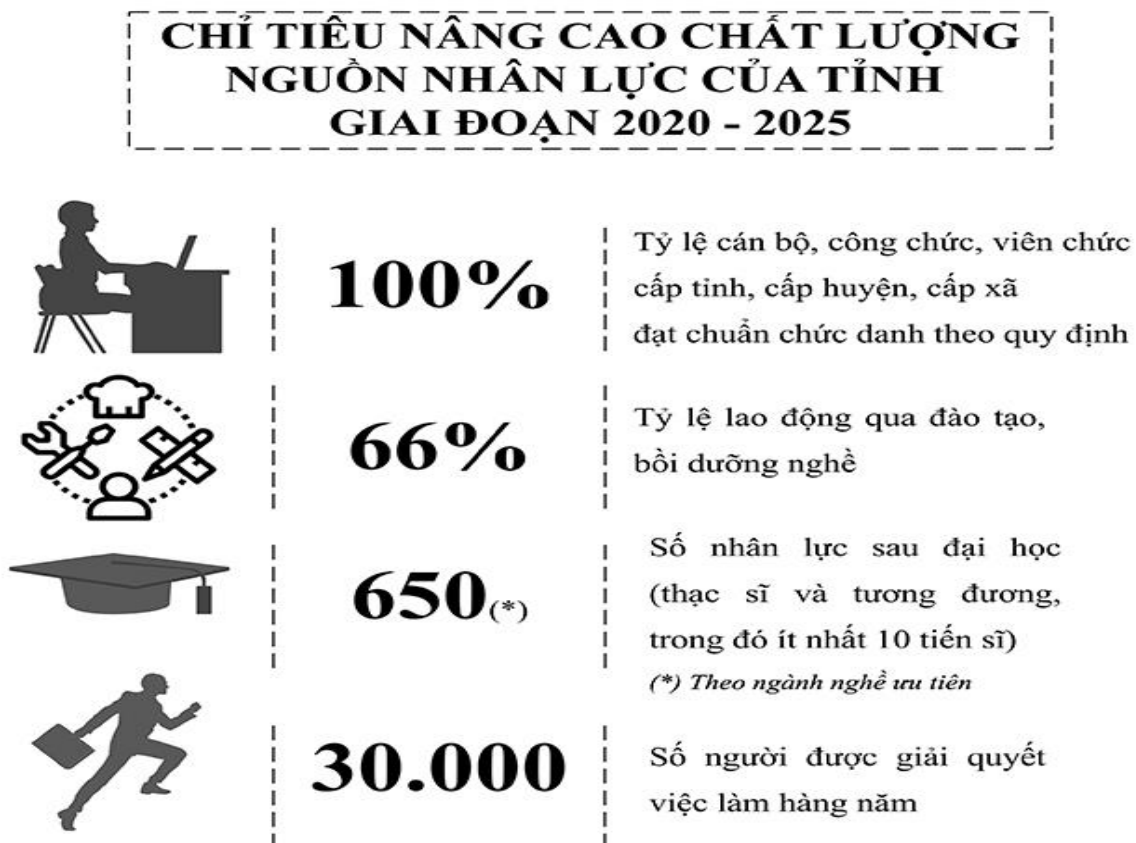 CHỈ TIÊU NÂNG CAO CHẤT LƯỢNG
NGUỒN NHÂN LỰC CỦA TỈNH
GIAI ĐOẠN 2020 - 2025
100%
Tỷ lệ cán bộ, công chức, viên chức
cấp tỉnh, cấp huyện, cấp xã
đạt chuẩn chức danh theo quy định
66%
Tỷ lệ lao động qua đào tạo,
bồi dưỡng nghề
650(*)
Số nhân lực sau đại học
(thạc sĩ và tương đương,
trong đó ít nhất 10 tiến sĩ)
(*) Theo ngành nghề ưu tiên
30.000
Số người được giải quyết
việc làm hàng năm